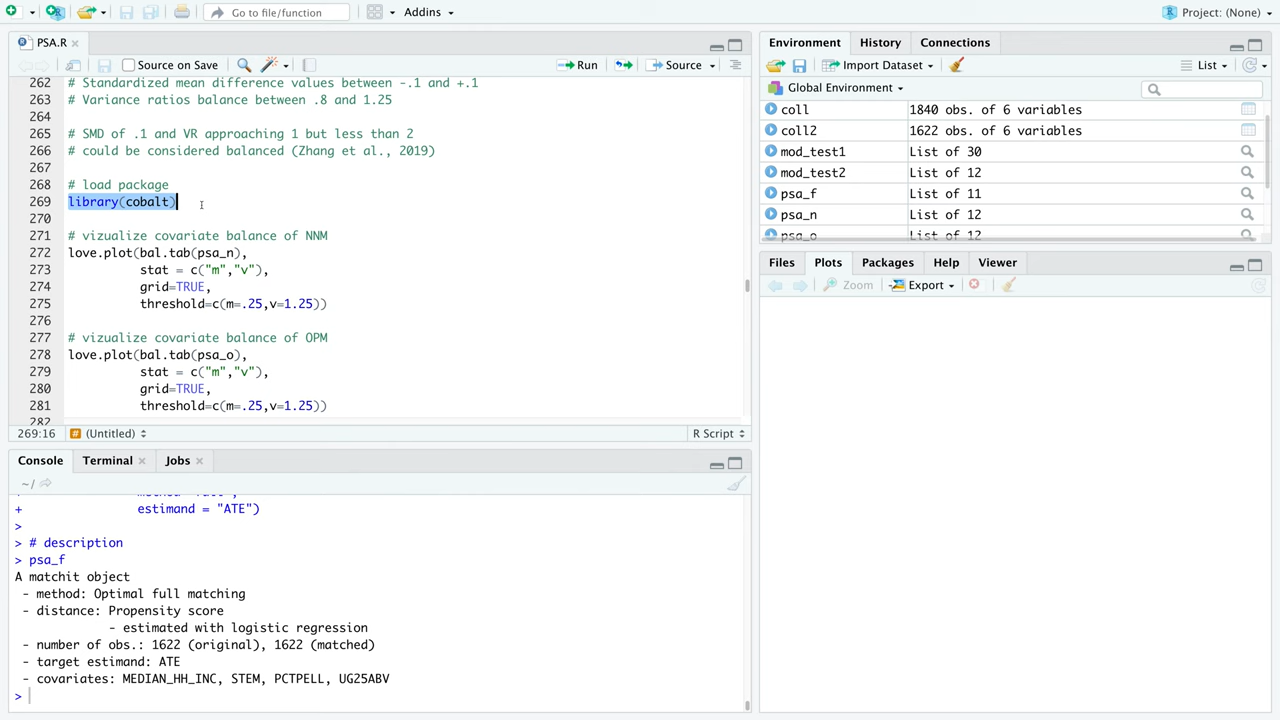 Go to file/function
Addins
Project: (None)
PSA.R
Source on Save
Run
Source
262 # Standardized mean difference values between -.1 and +.1
263 # Variance ratios balance between .8 and 1.25
264
265 # SMD of .1 and VR approaching 1 but less than 2
266 # could be considered balanced (Zhang et al., 2019)
267
268 # load package
269 library(cobalt)
270
271 # vizualize covariate balance of NNM
272 love.plot(bal.tab(psa_n),
273 stat = c("m","v"),
274 grid=TRUE,
275 threshold=c(m=.25,v=1.25))
276
277 # vizualize covariate balance of OPM
278 love.plot(bal.tab(psa_o),
279 stat = c("m","v"),
280 grid=TRUE,
281 threshold=c(m=.25,v=1.25))
282
269:16 # (Untitled) R Script
Console Terminal Jobs
~/
+ estimand = "ATE")
>
> # description
> psa_f
A matchit object
- method: Optimal full matching
- distance: Propensity score
- estimated with logistic regression
- number of obs.: 1622 (original), 1622 (matched)
- target estimand: ATE
- covariates: MEDIAN_HH_INC, STEM, PCTPELL, UG25ABV
>
Environment History Connections
Import Dataset List
Global Environment
coll 1840 obs. of 6 variables
coll2 1622 obs. of 6 variables
mod_test1 List of 30
mod_test2 List of 12
psa_f List of 11
psa_n List of 12
psa_o List of 12
Files Plots Packages Help Viewer
Zoom Export